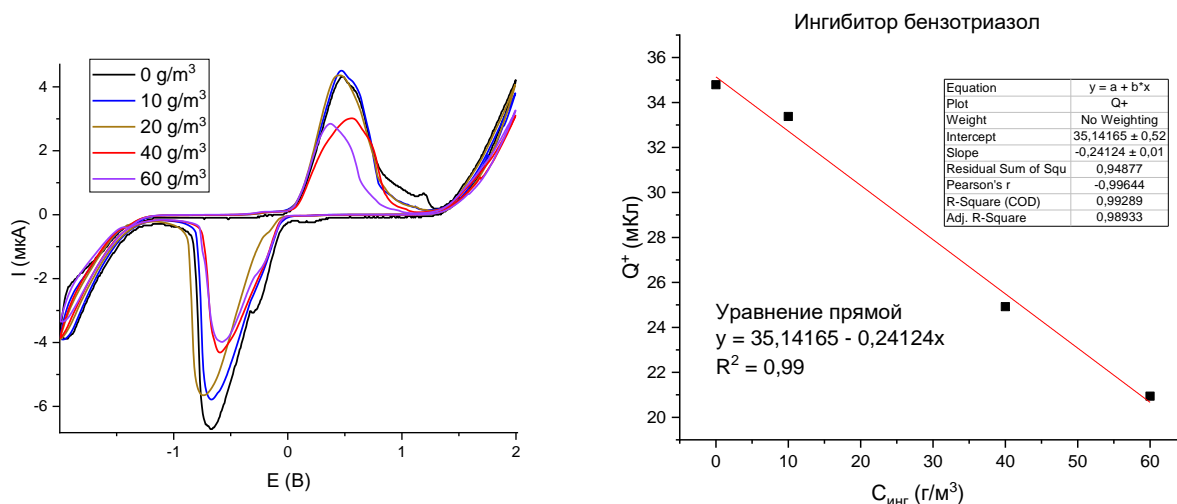 0 g/m³
10 g/m³
20 g/m³
40 g/m³
60 g/m³
4
2
0
-2
-4
-6
I (мкА)
-1
0
1
2
E (В)
Ингибитор бензотриазол
Equation y = a + b*x
Plot Q+
Weight No Weighting
Intercept 35,14165 ± 0,52
Slope -0,24124 ± 0,01
Residual Sum of Squ 0,94877
Pearson's r -0,99644
R-Square (COD) 0,99289
Adj. R-Square 0,98933
Уравнение прямой
y = 35,14165 - 0,24124x
R² = 0,99
36
34
32
30
28
26
24
22
20
Q⁺ (мКл)
0
10
20
30
40
50
60
Cинг (г/м³)